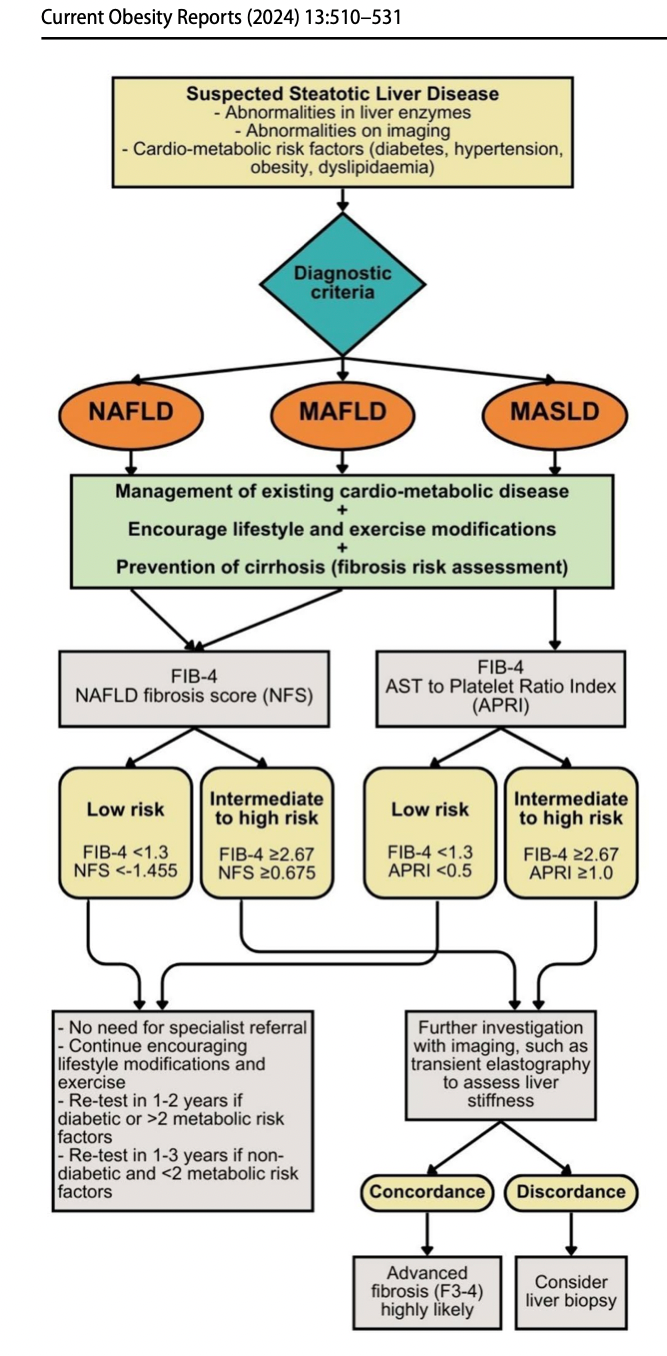 Current Obesity Reports (2024) 13:510–531
Suspected Steatotic Liver Disease
- Abnormalities in liver enzymes
- Abnormalities on imaging
- Cardio-metabolic risk factors (diabetes, hypertension,
obesity, dyslipidaemia)
Diagnostic
criteria
NAFLD
MAFLD
MASLD
Management of existing cardio-metabolic disease
+
Encourage lifestyle and exercise modifications
+
Prevention of cirrhosis (fibrosis risk assessment)
FIB-4
NAFLD fibrosis score (NFS)
FIB-4
AST to Platelet Ratio Index
(APRI)
Low risk
FIB-4 <1.3
NFS <-1.455
Intermediate
to high risk
FIB-4 ≥2.67
NFS ≥0.675
Low risk
FIB-4 <1.3
APRI <0.5
Intermediate
to high risk
FIB-4 ≥2.67
APRI ≥1.0
- No need for specialist referral
- Continue encouraging
lifestyle modifications and
exercise
- Re-test in 1-2 years if
diabetic or >2 metabolic risk
factors
- Re-test in 1-3 years if non-
diabetic and <2 metabolic risk
factors
Further investigation
with imaging, such as
transient elastography
to assess liver
stiffness
Concordance
Discordance
Advanced
fibrosis (F3-4)
highly likely
Consider
liver biopsy